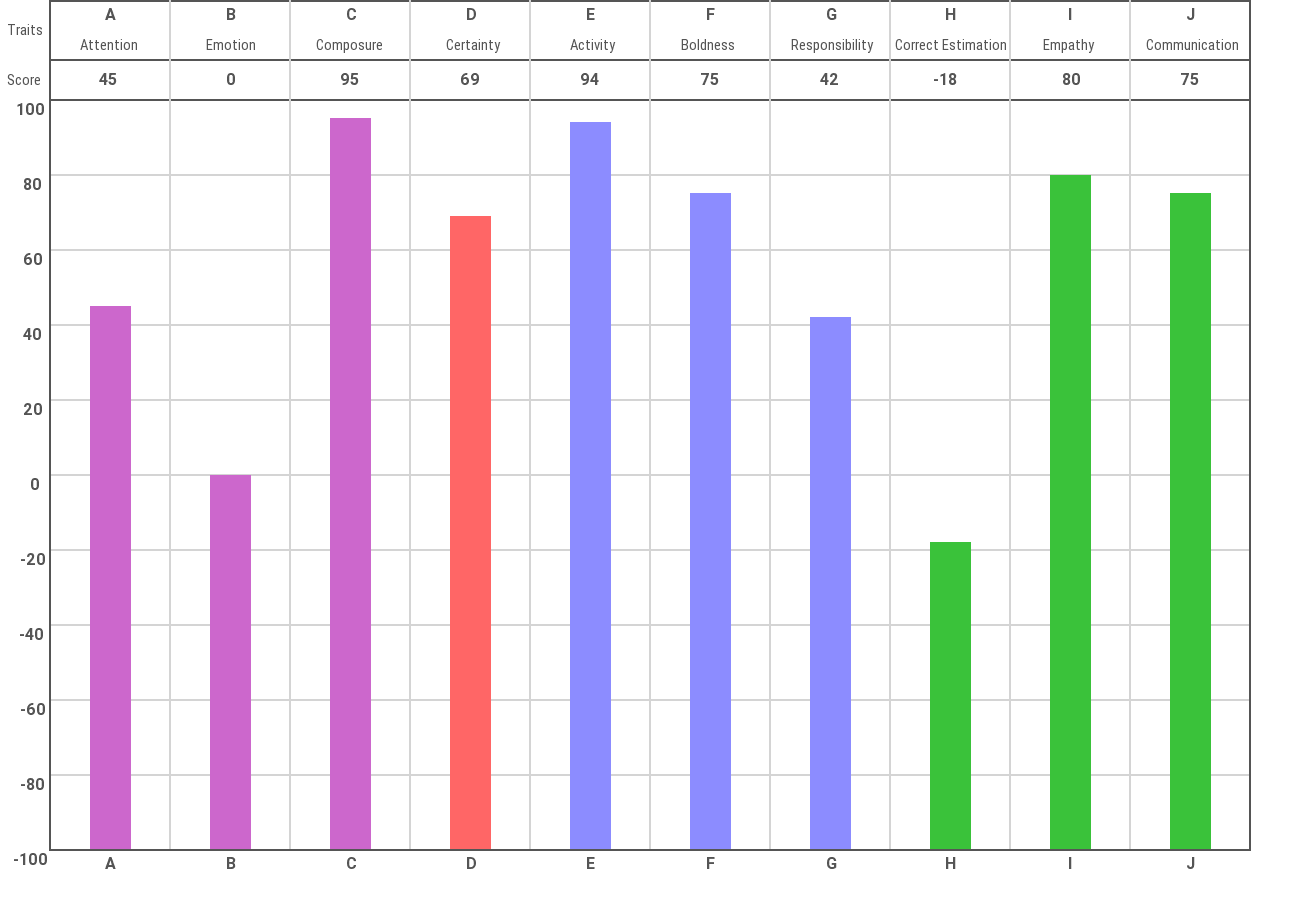 A B C D E F G H I J
Traits Attention Emotion Composure Certainty Activity Boldness Responsibility Correct Estimation Empathy Communication
Score 45 0 95 69 94 75 42 -18 80 75
100
80
60
40
20
0
-20
-40
-60
-80
-100
A B C D E F G H I J